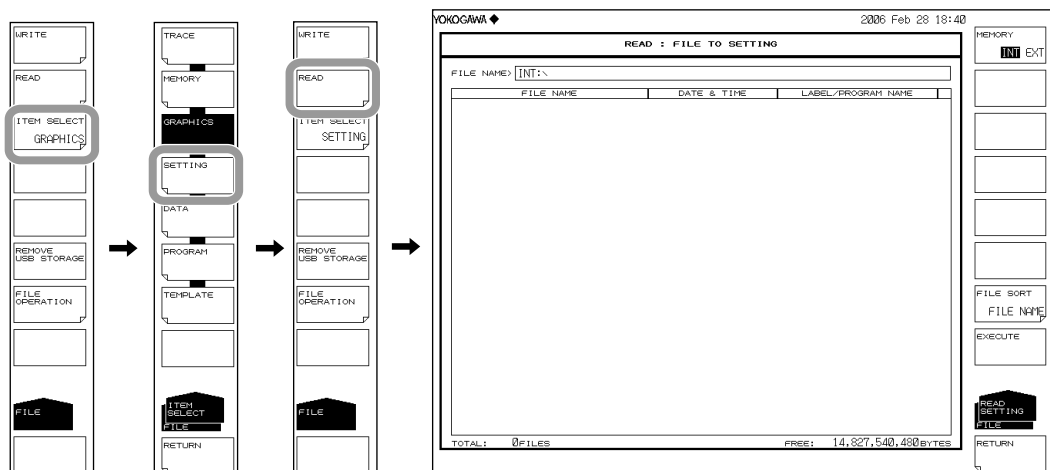 WRITE
READ
ITEM SELECT
GRAPHICS
REMOVE
USB STORAGE
FILE
OPERATION
FILE
TRACE
MEMORY
GRAPHICS
SETTING
DATA
PROGRAM
TEMPLATE
ITEM
SELECT
FILE
RETURN
WRITE
READ
ITEM SELECT
SETTING
REMOVE
USB STORAGE
FILE
OPERATION
FILE
YOKOGAWA 2006 Feb 28 18:40
READ : FILE TO SETTING
FILE NAME> INT:\
FILE NAME DATE & TIME LABEL/PROGRAM NAME
TOTAL: 0FILES FREE: 14,827,540,480BYTES
MEMORY
INT EXT
FILE SORT
FILE NAME
EXECUTE
READ
SETTING
FILE
RETURN